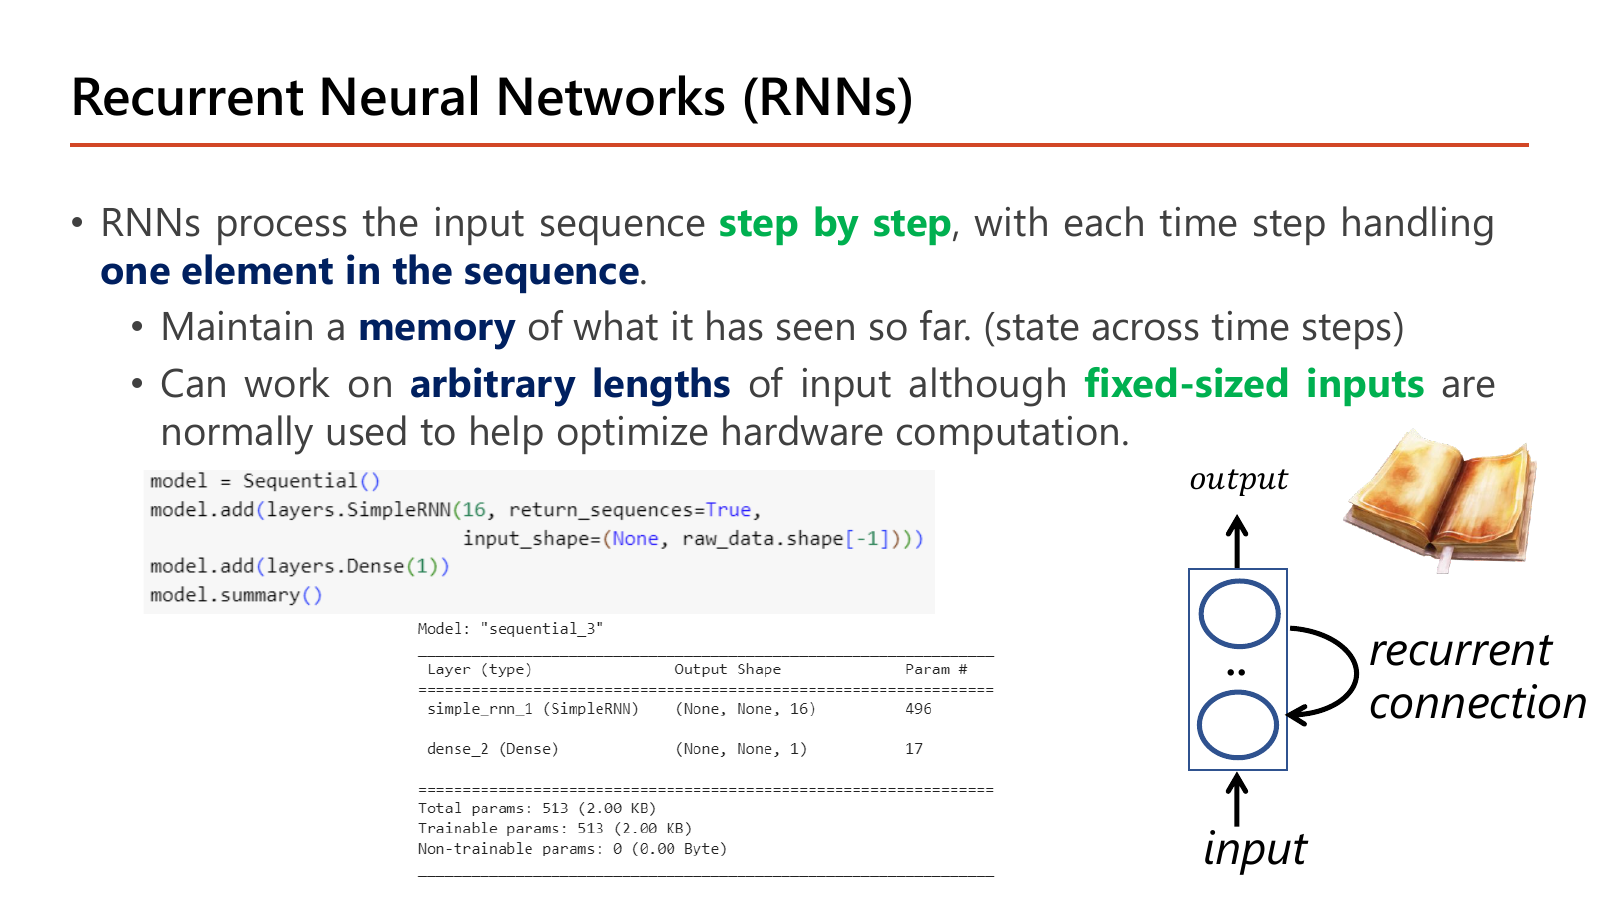 Recurrent Neural Networks (RNNs)
• RNNs process the input sequence step by step, with each time step handling
one element in the sequence.
• Maintain a memory of what it has seen so far. (state across time steps)
• Can work on arbitrary lengths of input although fixed-sized inputs are
normally used to help optimize hardware computation.
model = Sequential()
model.add(layers.SimpleRNN(16, return_sequences=True,
input_shape=(None, raw_data.shape[-1])))
model.add(layers.Dense(1))
model.summary()
Model: "sequential_3"
Layer (type) Output Shape Param #
simple_rnn_1 (SimpleRNN) (None, None, 16) 496
dense_2 (Dense) (None, None, 1) 17
Total params: 513 (2.00 KB)
Trainable params: 513 (2.00 KB)
Non-trainable params: 0 (0.00 Byte)
output
..
recurrent
connection
input